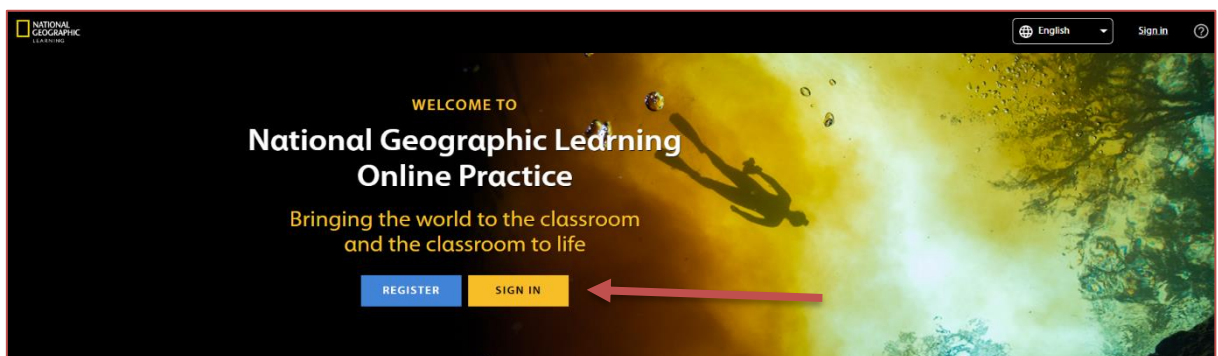 NATIONAL
GEOGRAPHIC
LEARNING
English
Sign in
?
WELCOME TO
National Geographic Learning
Online Practice
Bringing the world to the classroom
and the classroom to life
REGISTER
SIGN IN